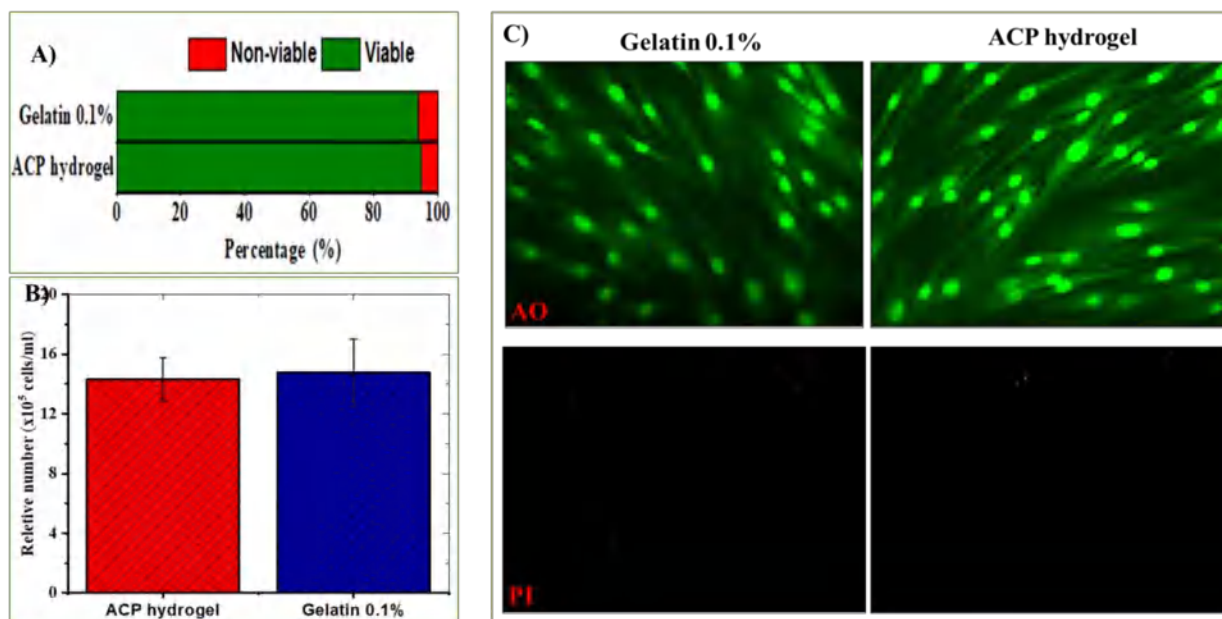 A)
Non-viable Viable
Gelatin 0.1%
ACP hydrogel
0 20 40 60 80 100
Percentage (%)
B)
20
16
12
8
4
0
Reletive number (x10⁵ cells/ml)
ACP hydrogel Gelatin 0.1%
C)
Gelatin 0.1% ACP hydrogel
AO
PI